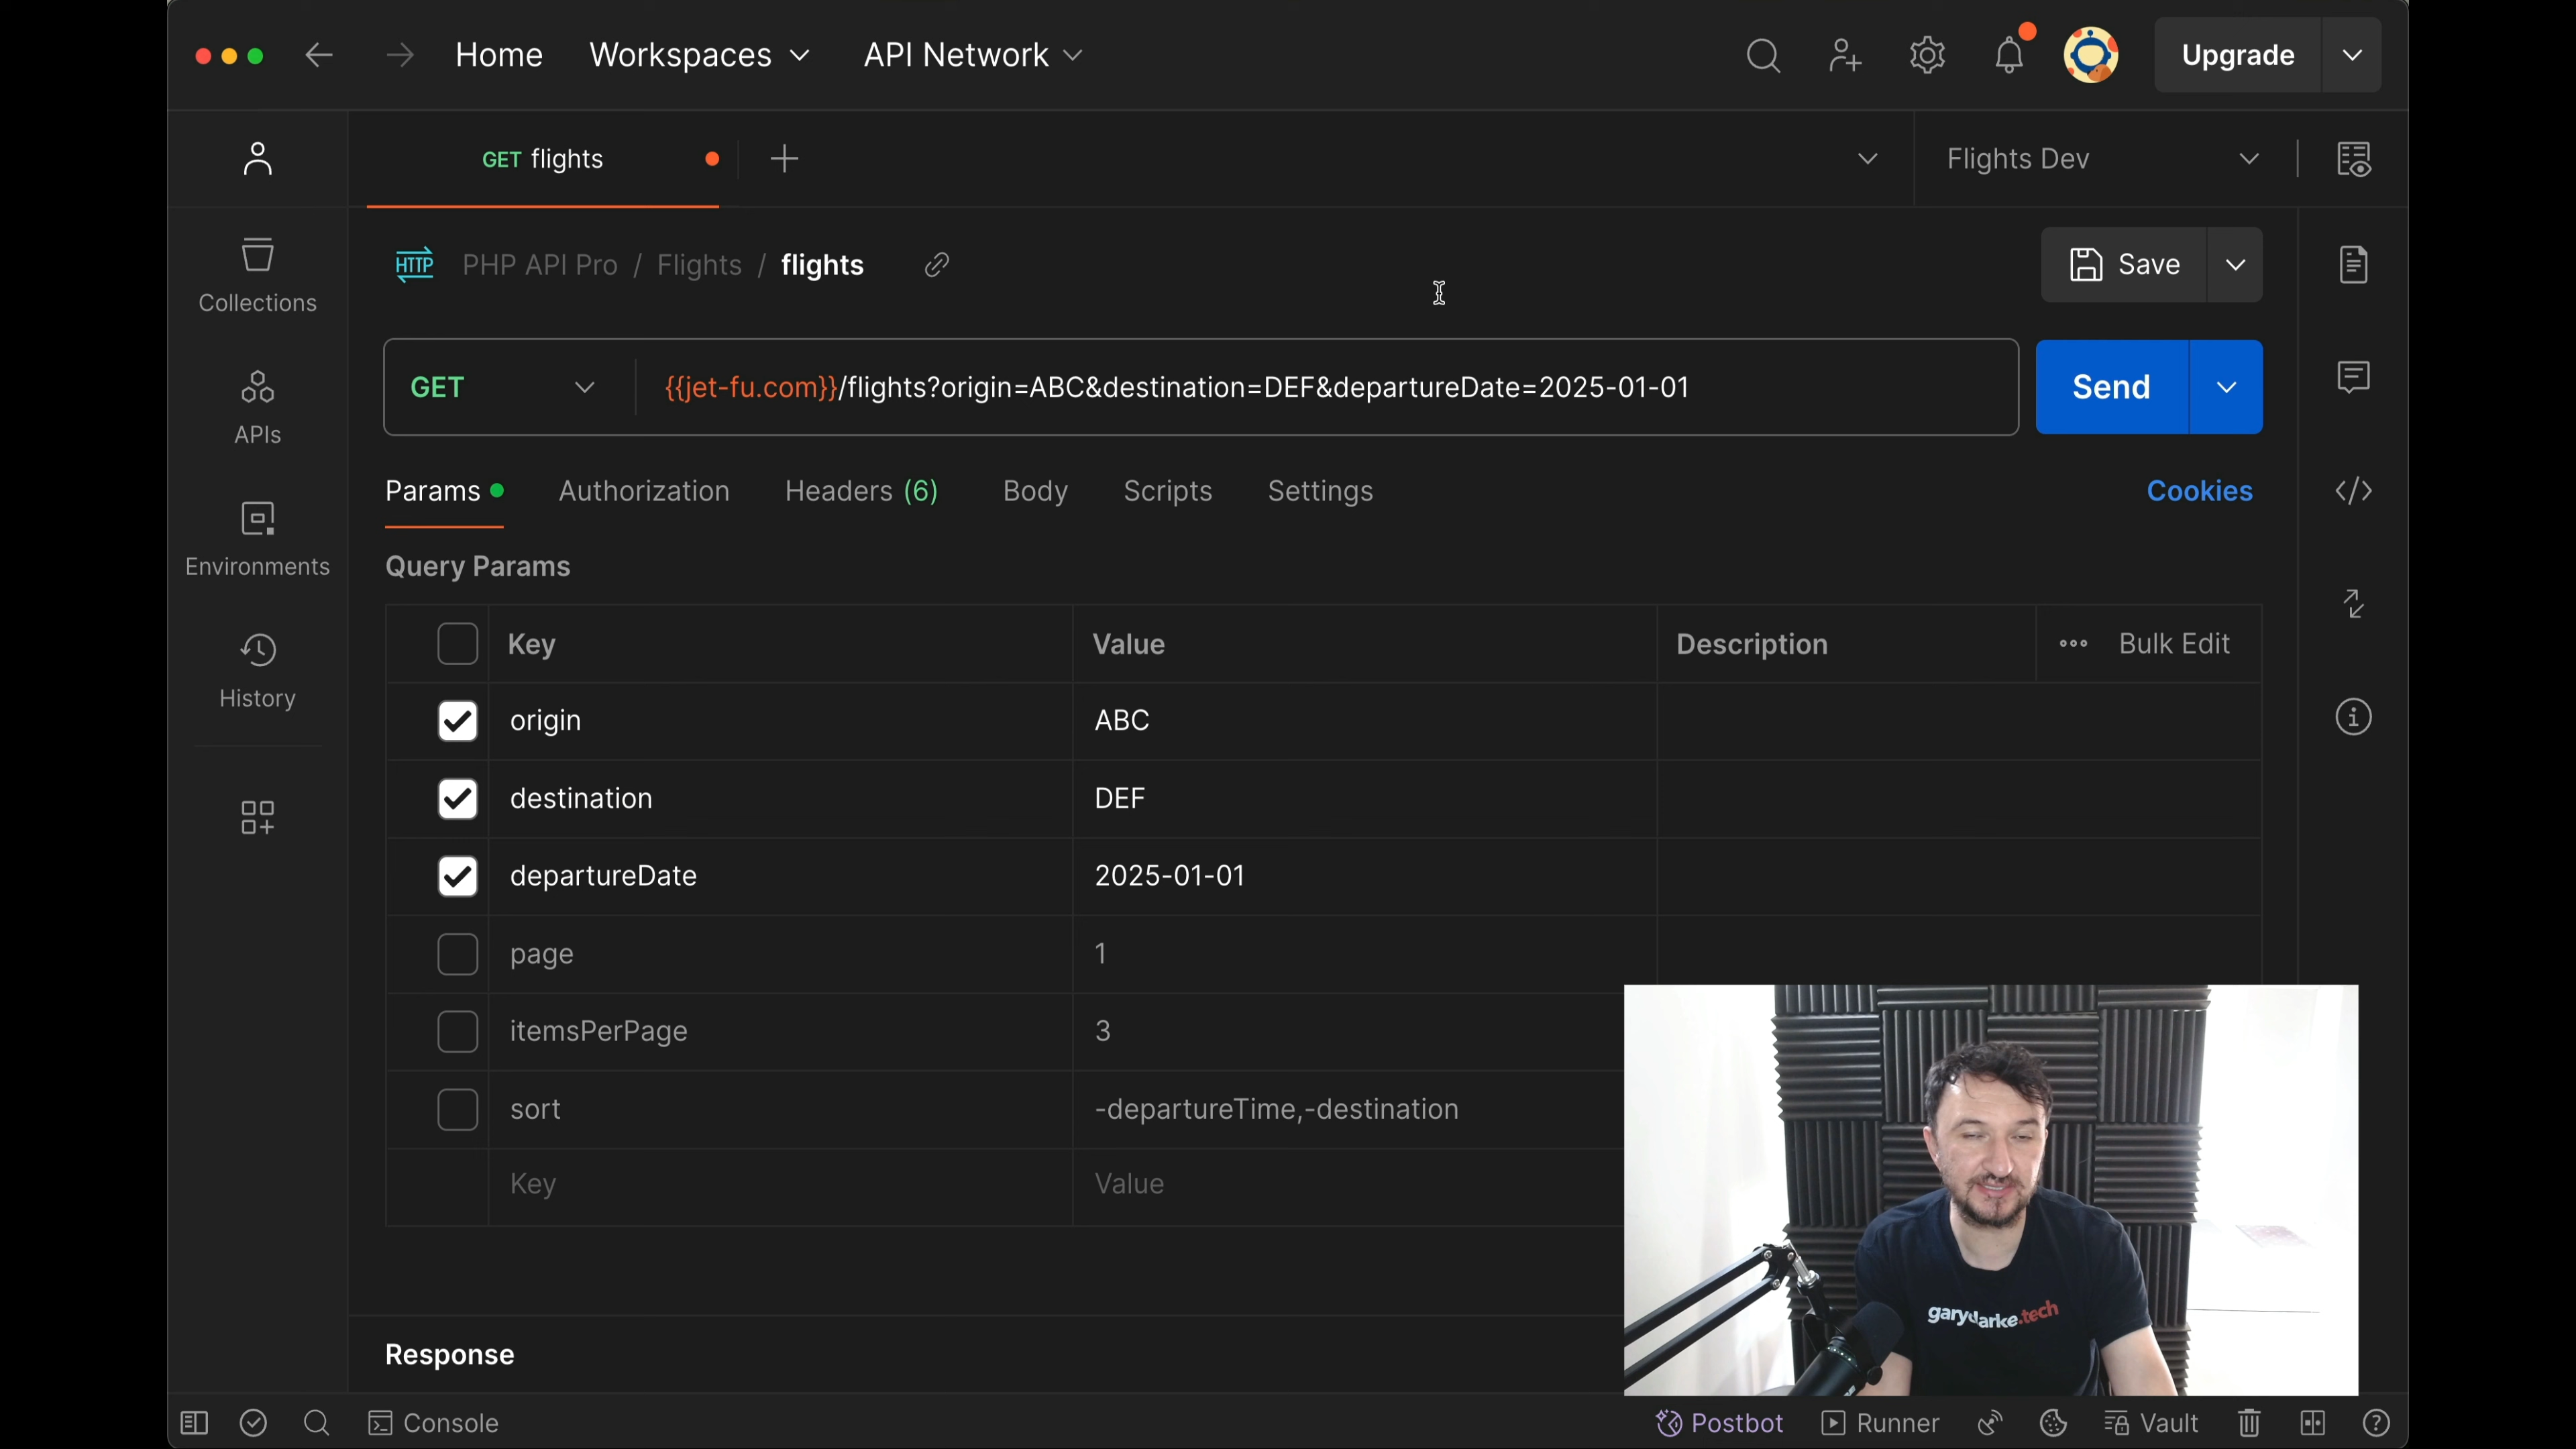 Home Workspaces API Network Upgrade
GET flights Flights Dev
HTTP PHP API Pro / Flights / flights Save
Collections
GET {{jet-fu.com}}/flights?origin=ABC&destination=DEF&departureDate=2025-01-01 Send
APIs
Params Authorization Headers (6) Body Scripts Settings Cookies
Environments
Query Params
Key Value Description Bulk Edit
History
origin ABC
destination DEF
departureDate 2025-01-01
page 1
itemsPerPage 3
sort -departureTime,-destination
Key Value
garyclarke.tech
Response
Console Postbot Runner Vault